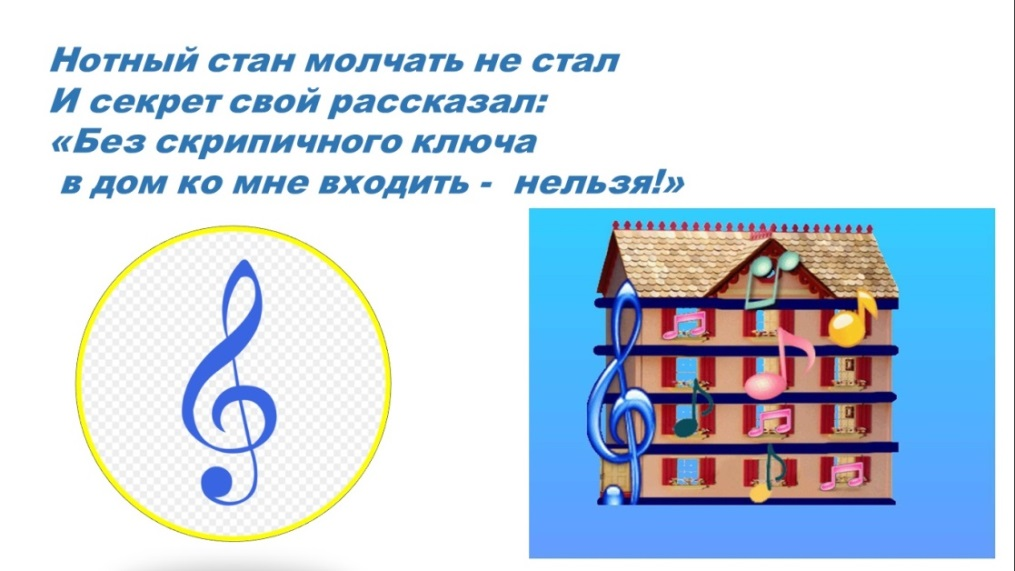 Нотный стан молчать не стал
И секрет свой рассказал:
«Без скрипичного ключа
в дом ко мне входить - нельзя!»